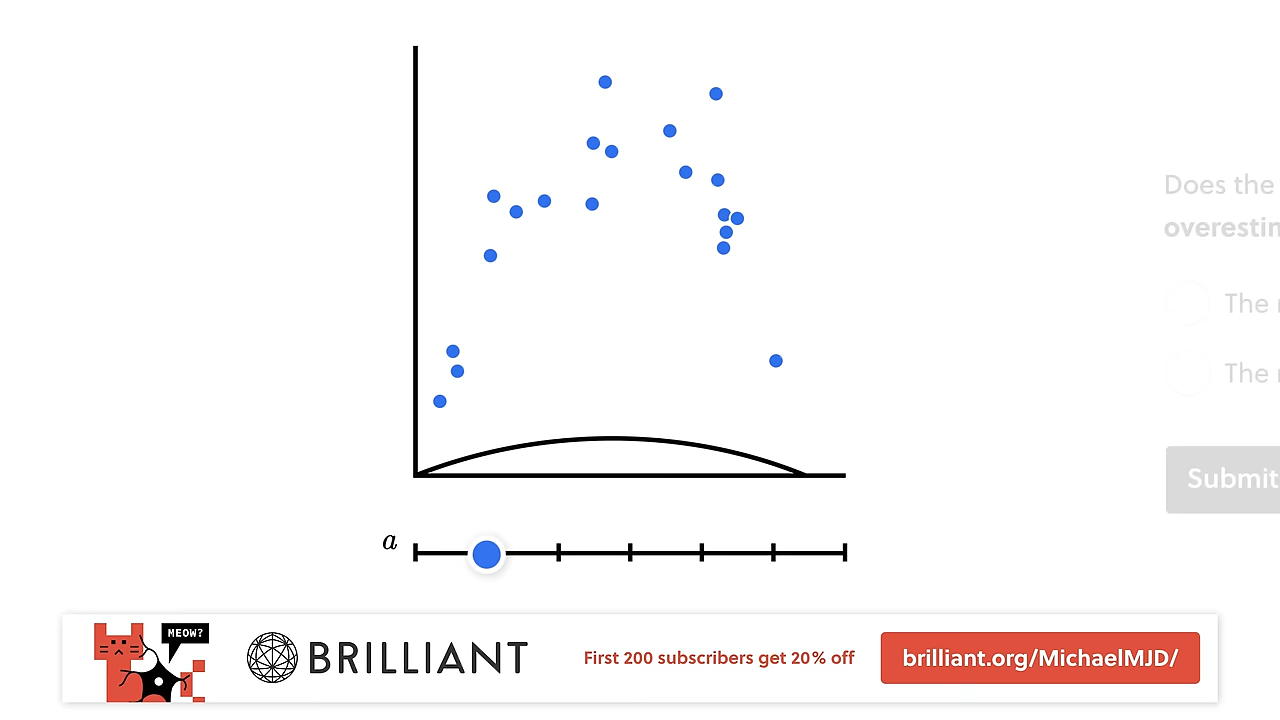 Does the
overestim
The
The
Submit
a
MEOW?
BRILLIANT
First 200 subscribers get 20% off
brilliant.org/MichaelMJD/